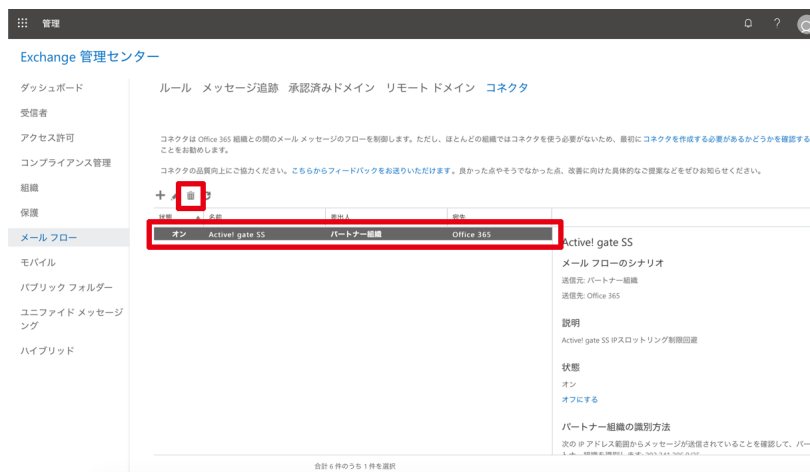 管理
?
Exchange 管理センター
ダッシュボード
受信者
アクセス許可
コンプライアンス管理
組織
保護
メール フロー
モバイル
パブリック フォルダー
ユニファイド メッセージ
ング
ハイブリッド
ルール メッセージ追跡 承認済みドメイン リモート ドメイン コネクタ
コネクタは Office 365 組織との間のメール メッセージのフローを制御します。ただし、ほとんどの組織ではコネクタを使う必要がないため、最初に コネクタを作成する必要があるかどうかを確認する
ことをお勧めします。
コネクタの品質向上にご協力ください。こちらからフィードバックをお送りいただけます。良かった点やそうでなかった点、改善に向けた具体的なご提案などをぜひお知らせください。
状態 名前 差出人 宛先
オン Active! gate SS パートナー組織 Office 365
Active! gate SS
メール フローのシナリオ
送信元: パートナー組織
送信先: Office 365
説明
Active! gate SS IPスロットリング制限回避
状態
オン
オフにする
パートナー組織の識別方法
次の IP アドレス範囲からメッセージが送信されていることを確認して、パー
合計 6 件のうち 1 件を選択